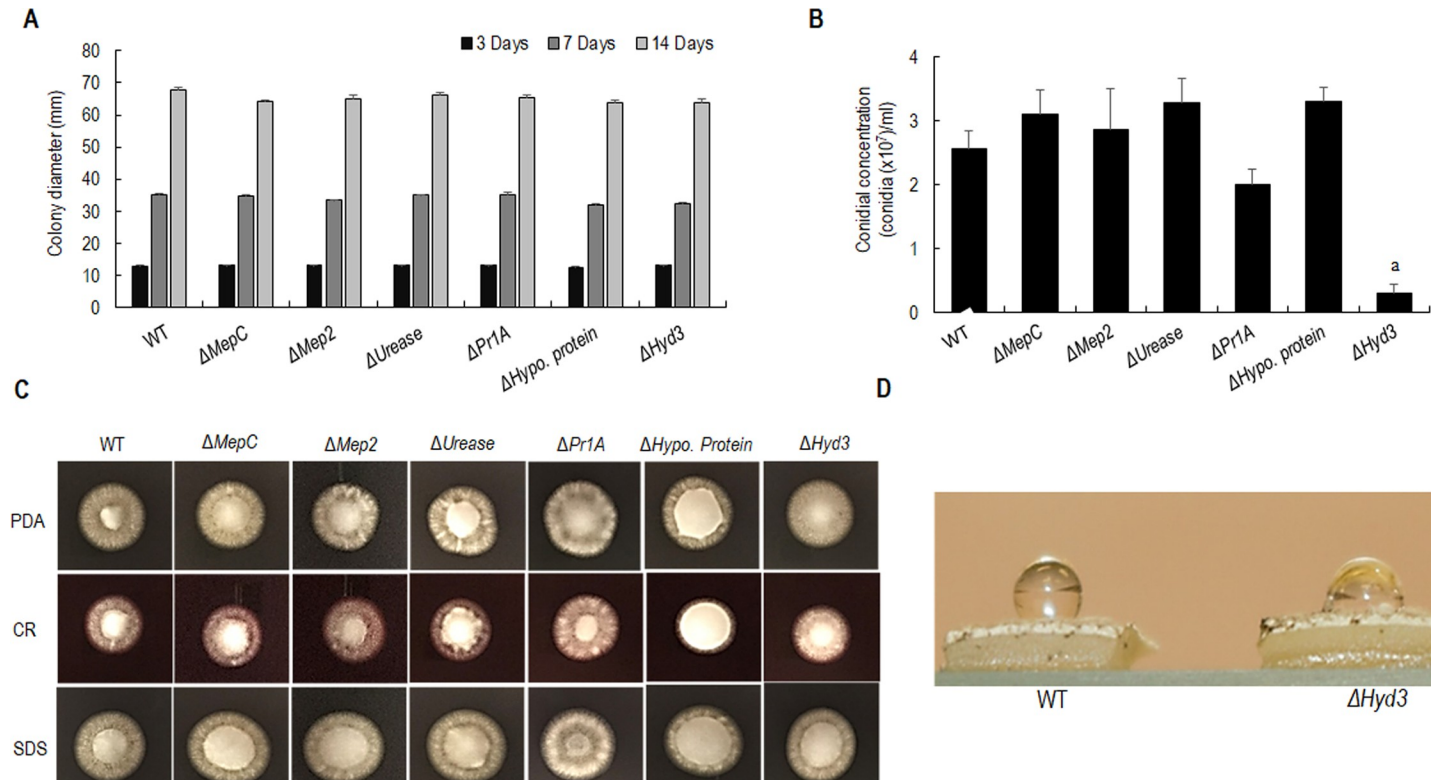 A
3 Days 7 Days 14 Days
80
70
60
50
40
30
20
10
0
Colony diameter (mm)
WT ΔMepC ΔMep2 ΔUrease ΔPr1A ΔHypo. protein ΔHyd3
B
4
3
2
1
0
Conidial concentration
(conidia (x10⁷)/ml)
a
WT ΔMepC ΔMep2 ΔUrease ΔPr1A ΔHypo. protein ΔHyd3
C
WT ΔMepC ΔMep2 ΔUrease ΔPr1A ΔHypo. Protein ΔHyd3
PDA
CR
SDS
D
WT ΔHyd3